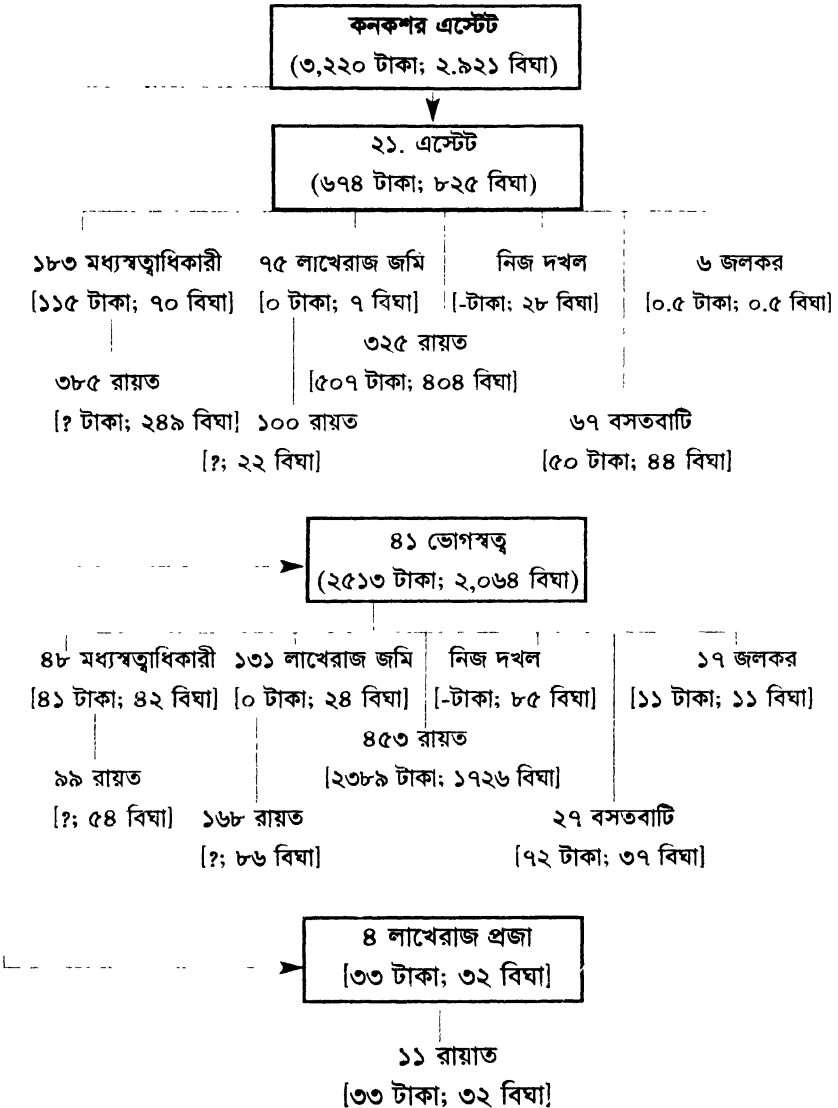 কনকশর এস্টেট
(৩,২২০ টাকা; ২.৯২১ বিঘা)
২১. এস্টেট
(৬৭৪ টাকা; ৮২৫ বিঘা)
১৮৩ মধ্যস্বত্বাধিকারী ৭৫ লাখেরাজ জমি নিজ দখল ৬ জলকর
[১১৫ টাকা; ৭০ বিঘা] [০ টাকা; ৭ বিঘা] [-টাকা; ২৮ বিঘা] [০.৫ টাকা; ০.৫ বিঘা]
৩২৫ রায়ত
৩৮৫ রায়ত [৫০৭ টাকা; ৪০৪ বিঘা]
[? টাকা; ২৪৯ বিঘা] ১০০ রায়ত ৬৭ বসতবাটি
[?; ২২ বিঘা] [৫০ টাকা; ৪৪ বিঘা]
৪১ ভোগস্বত্ব
(২৫১৩ টাকা; ২,০৬৪ বিঘা)
৪৮ মধ্যস্বত্বাধিকারী ১৩১ লাখেরাজ জমি নিজ দখল ১৭ জলকর
[৪১ টাকা; ৪২ বিঘা] [০ টাকা; ২৪ বিঘা] [-টাকা; ৮৫ বিঘা] [১১ টাকা; ১১ বিঘা]
৪৫৩ রায়ত
৯৯ রায়ত [২৩৮৯ টাকা; ১৭২৬ বিঘা]
[?; ৫৪ বিঘা] ১৬৮ রায়ত ২৭ বসতবাটি
[?; ৮৬ বিঘা] [৭২ টাকা; ৩৭ বিঘা]
৪ লাখেরাজ প্রজা
[৩৩ টাকা; ৩২ বিঘা]
১১ রায়াত
[৩৩ টাকা; ৩২ বিঘা]